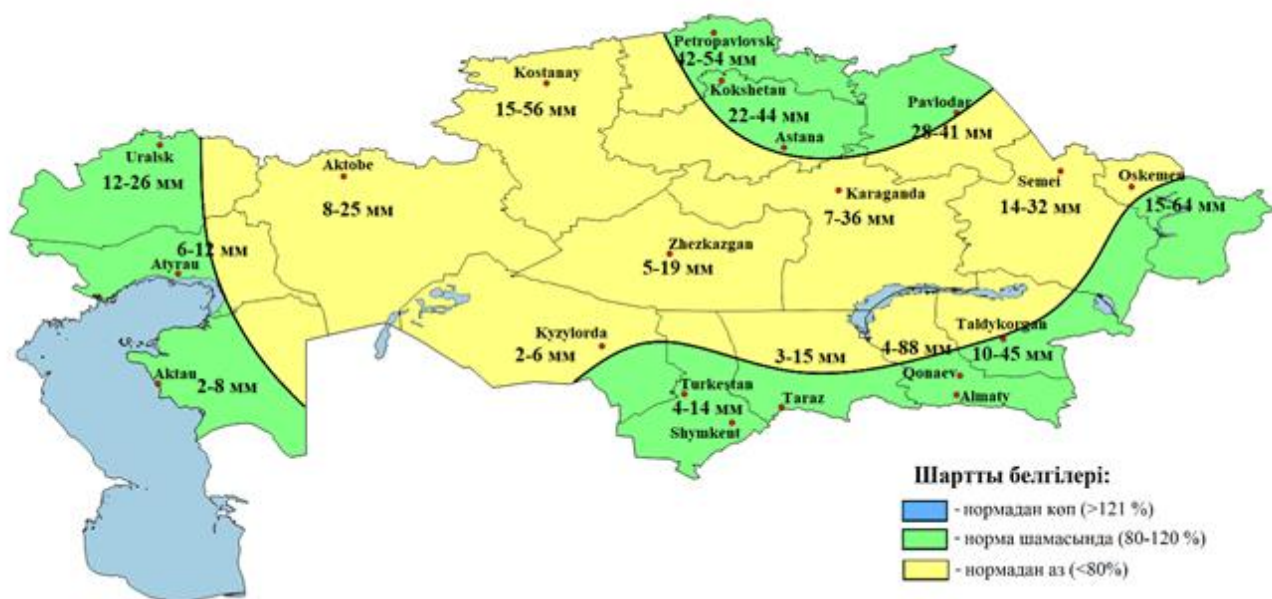 Petropavlovsk
42-54 мм
Kostanay
Kokshetau
15-56 мм
Pavlodar
22-44 мм
28-41 мм
Astana
Uralsk
Aktobe
Semei
Oskemen
12-26 мм
Karaganda
8-25 мм
7-36 мм
14-32 мм
15-64 мм
6-12 мм
Zhezkazgan
Atyrau
5-19 мм
Kyzylorda
Taldykorgan
2-6 мм
3-15 мм
4-88 мм
10-45 мм
Aktau
2-8 мм
Qonaev
Turkestan
Taraz
Almaty
4-14 мм
Shymkent
Шартты белгілері:
- нормадан көп (>121 %)
- норма шамасында (80-120 %)
- нормадан аз (<80%)